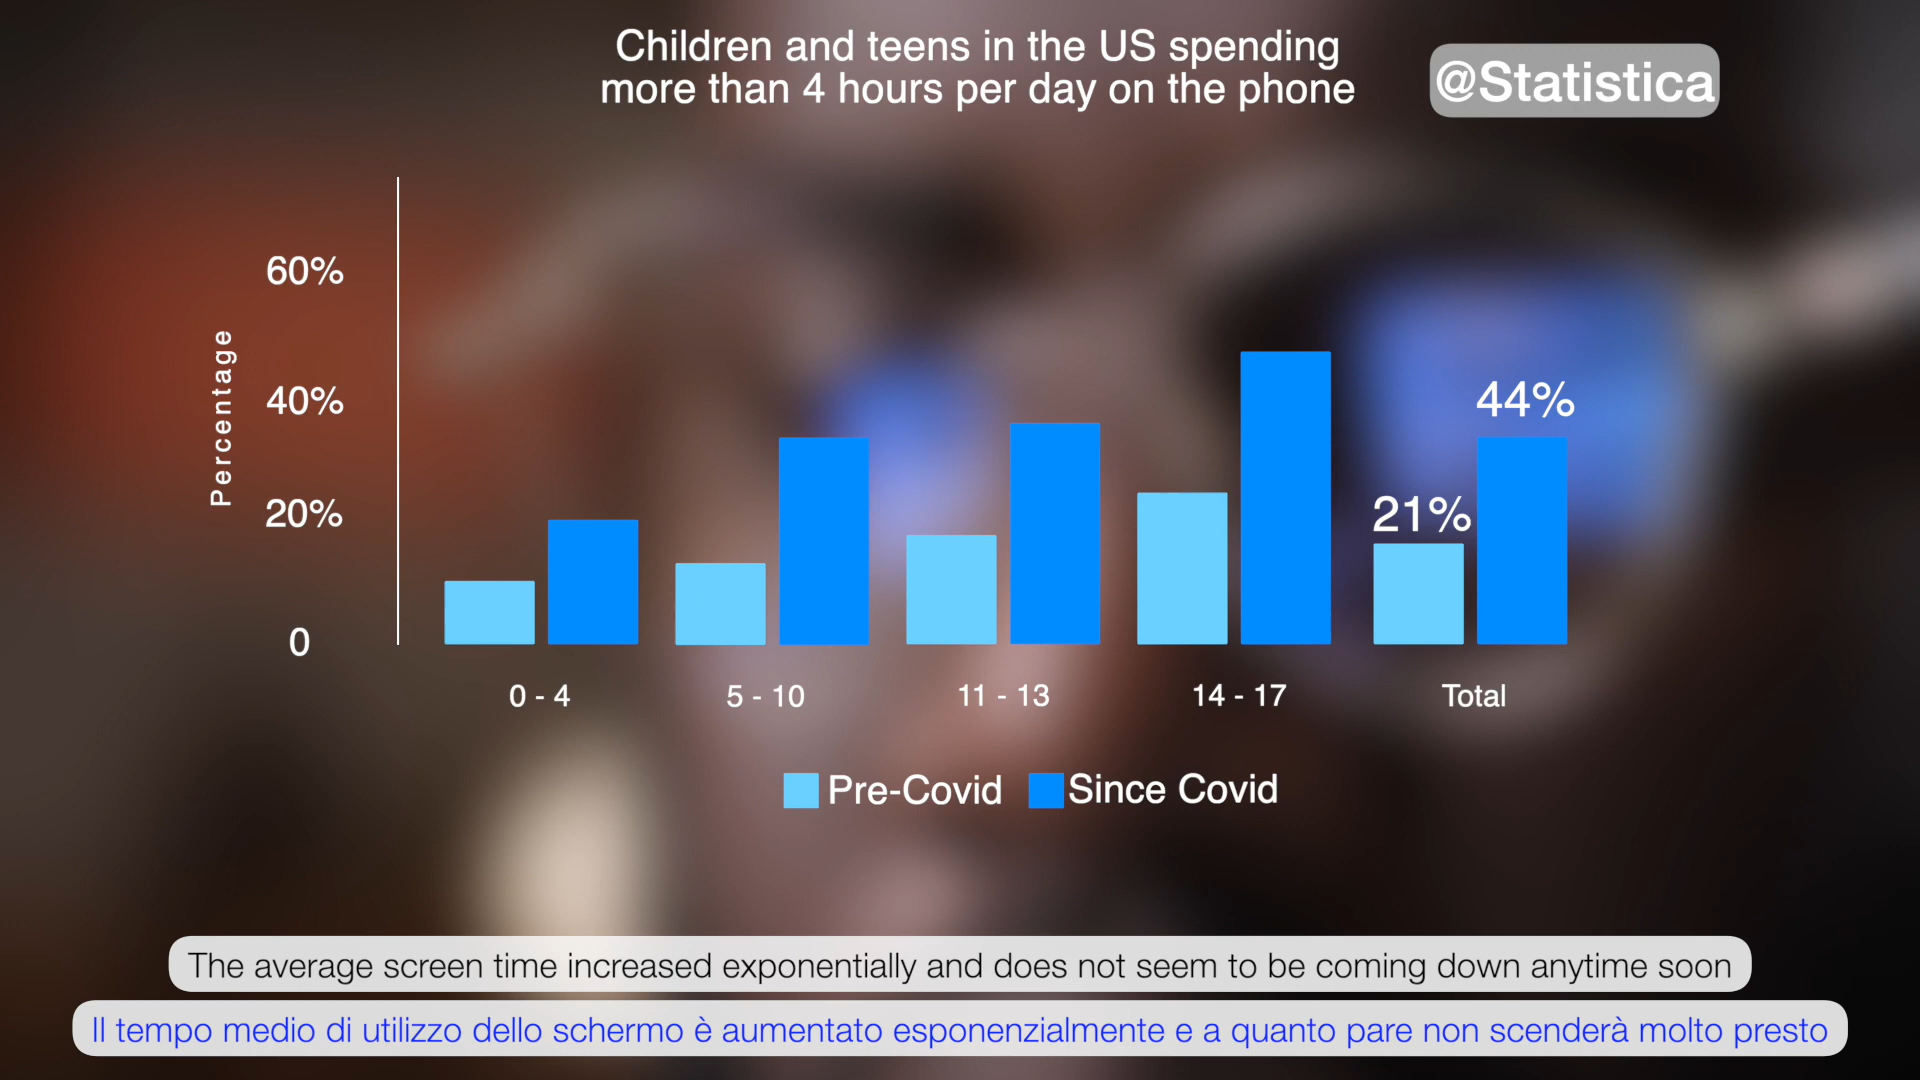 Children and teens in the US spending
more than 4 hours per day on the phone
@Statistica
Percentage
60%
40%
20%
0
44%
21%
0 - 4
5 - 10
11 - 13
14 - 17
Total
Pre-Covid
Since Covid
The average screen time increased exponentially and does not seem to be coming down anytime soon
Il tempo medio di utilizzo dello schermo è aumentato esponenzialmente e a quanto pare non scenderà molto presto